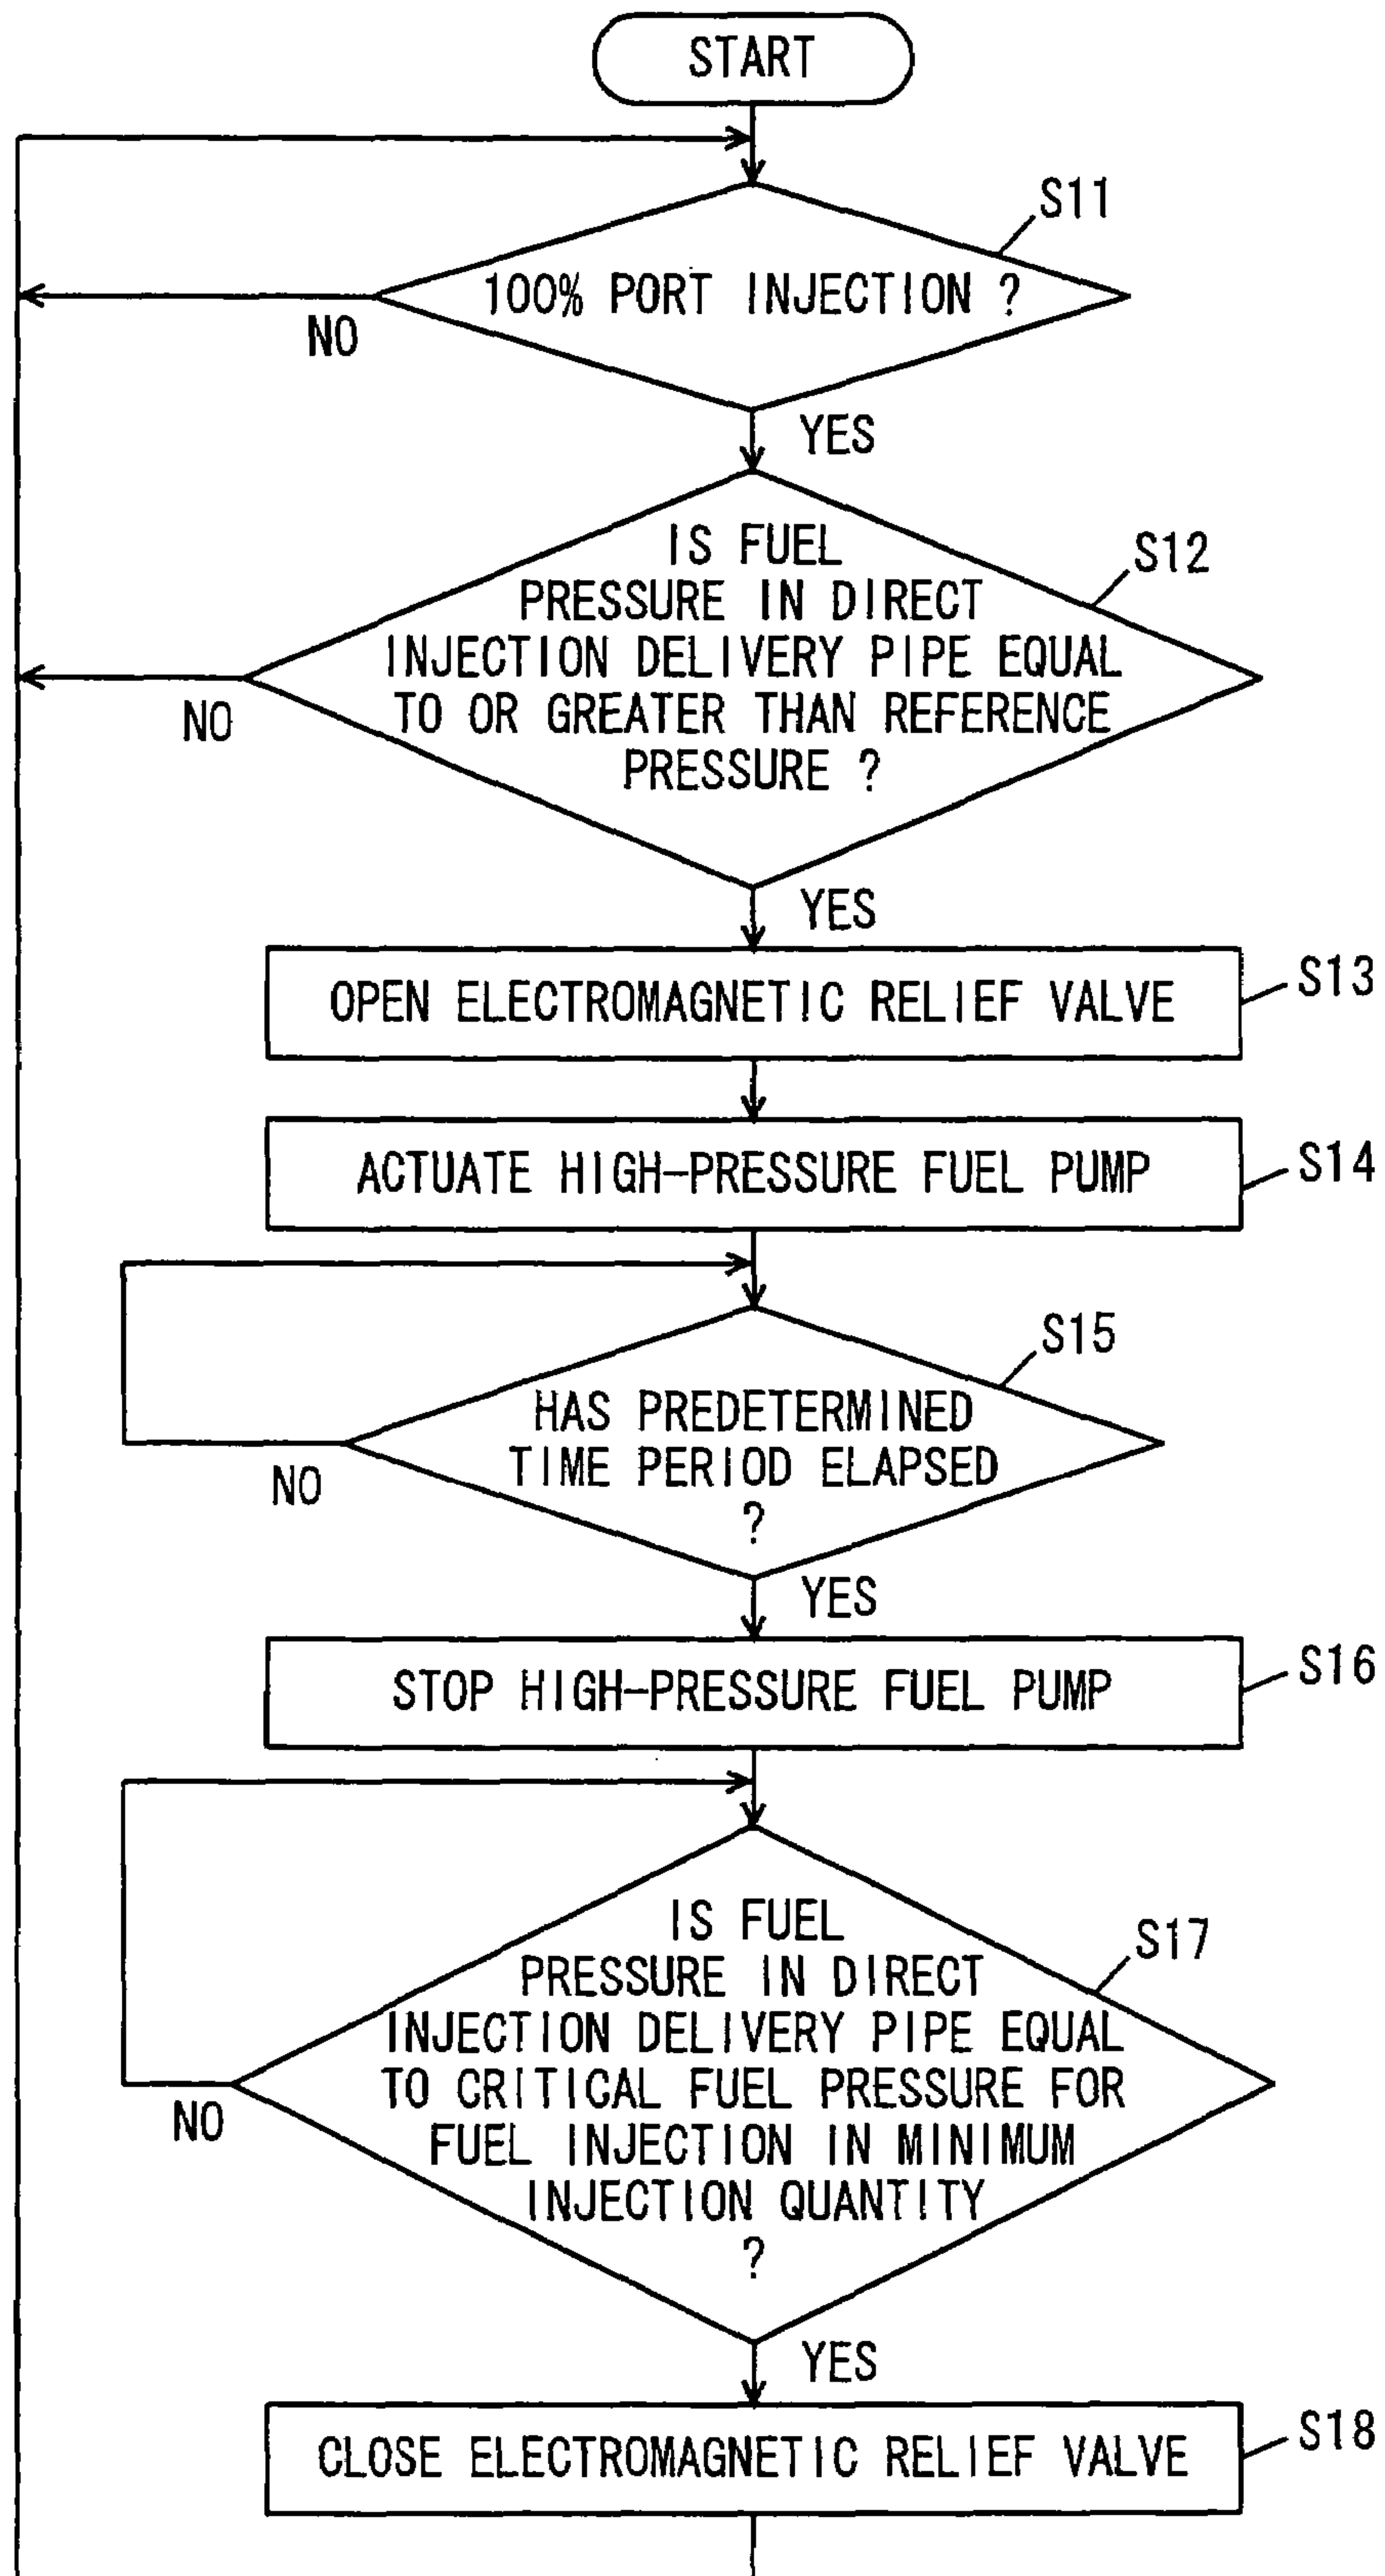 START
S11
100% PORT INJECTION ?
NO
YES
S12
IS FUEL
PRESSURE IN DIRECT
INJECTION DELIVERY PIPE EQUAL
TO OR GREATER THAN REFERENCE
PRESSURE ?
NO
YES
OPEN ELECTROMAGNETIC RELIEF VALVE
S13
ACTUATE HIGH-PRESSURE FUEL PUMP
S14
S15
HAS PREDETERMINED
TIME PERIOD ELAPSED
?
NO
YES
STOP HIGH-PRESSURE FUEL PUMP
S16
S17
IS FUEL
PRESSURE IN DIRECT
INJECTION DELIVERY PIPE EQUAL
TO CRITICAL FUEL PRESSURE FOR
FUEL INJECTION IN MINIMUM
INJECTION QUANTITY
?
NO
YES
CLOSE ELECTROMAGNETIC RELIEF VALVE
S18